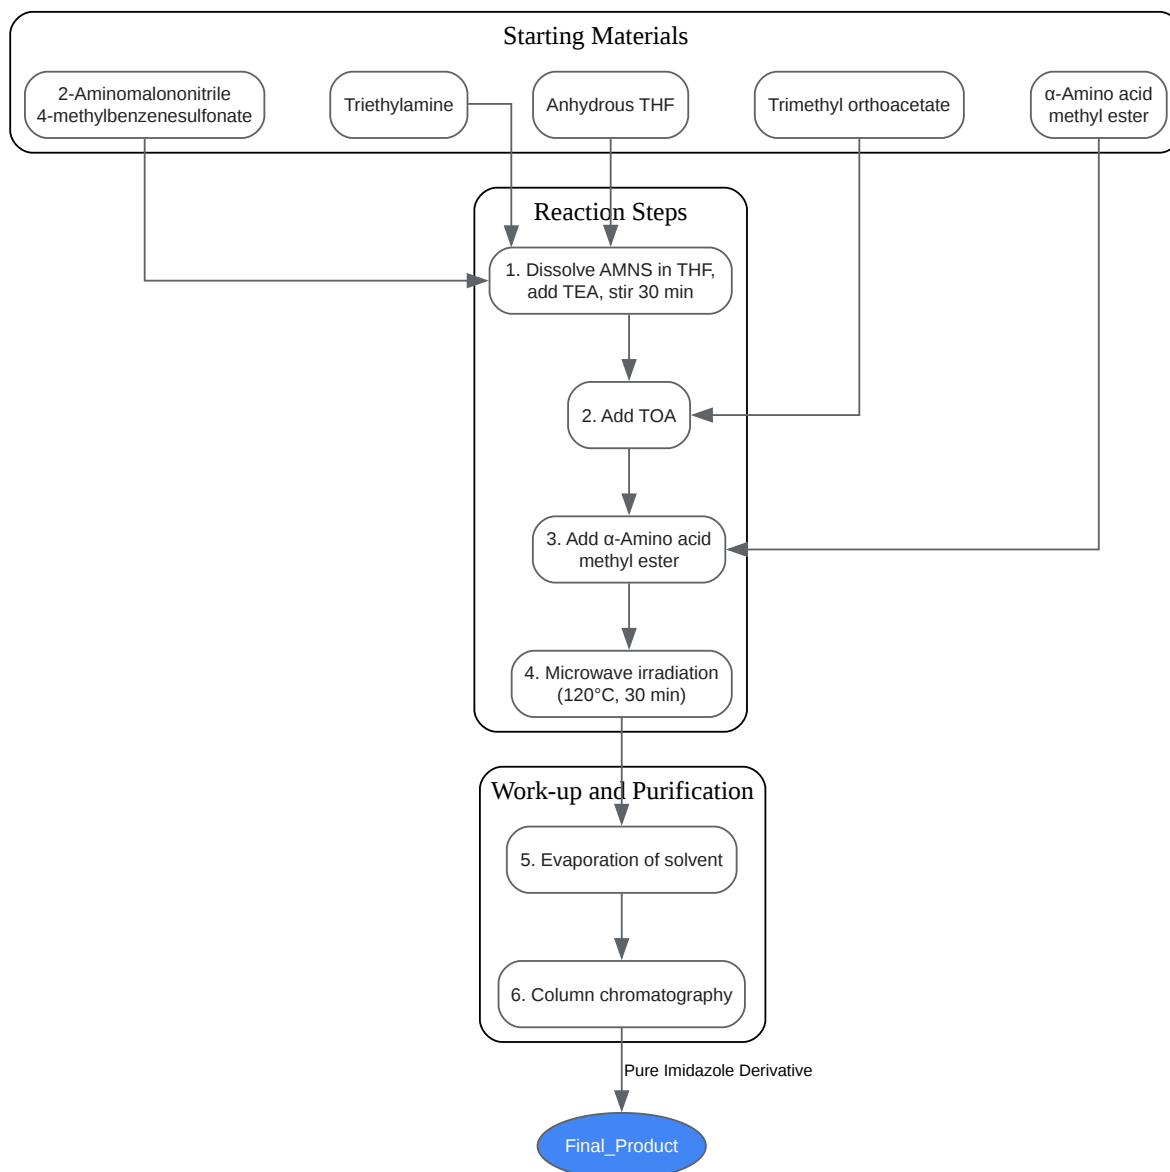 Starting Materials
2-Aminomalononitrile
4-methylbenzenesulfonate
Triethylamine
Anhydrous THF
Trimethyl orthoacetate
α-Amino acid
methyl ester
Reaction Steps
1. Dissolve AMNS in THF,
add TEA, stir 30 min
2. Add TOA
3. Add α-Amino acid
methyl ester
4. Microwave irradiation
(120°C, 30 min)
Work-up and Purification
5. Evaporation of solvent
6. Column chromatography
Pure Imidazole Derivative
Final_Product